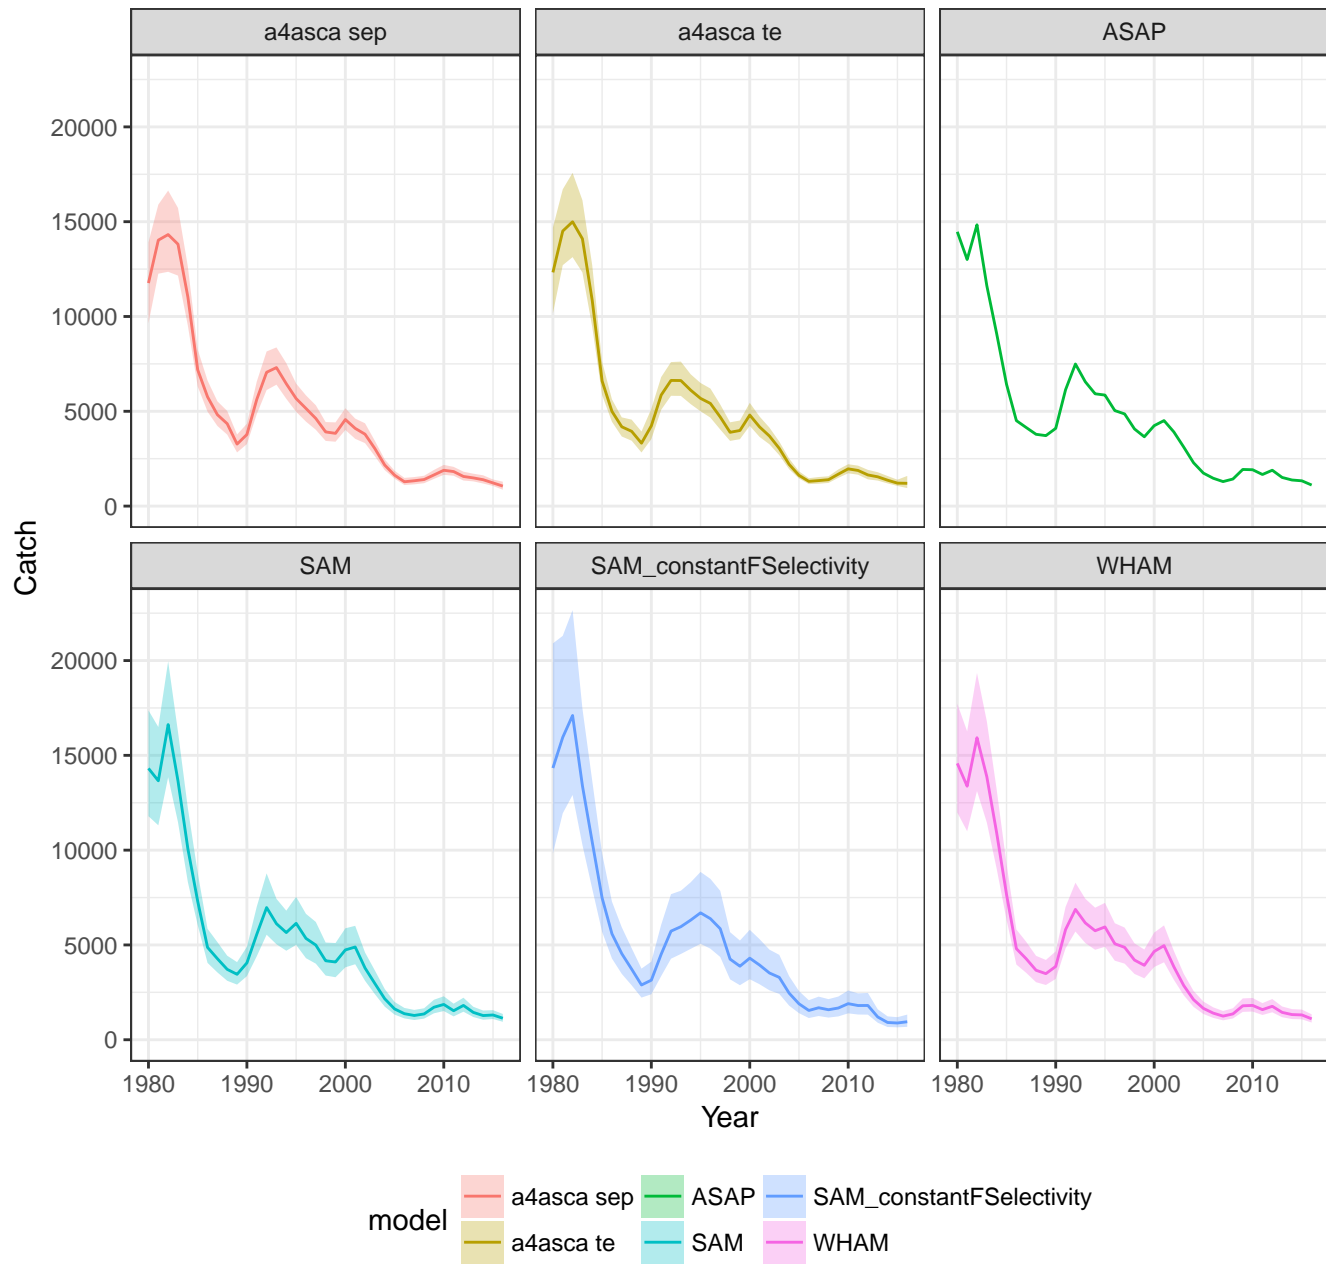 a4asca sep
a4asca te
ASAP
20000
15000
10000
5000
0
Catch
SAM
SAM_constantFSelectivity
WHAM
20000
15000
10000
5000
0
1980 1990 2000 2010
1980 1990 2000 2010
1980 1990 2000 2010
Year
model
a4asca sep
ASAP
SAM_constantFSelectivity
a4asca te
SAM
WHAM